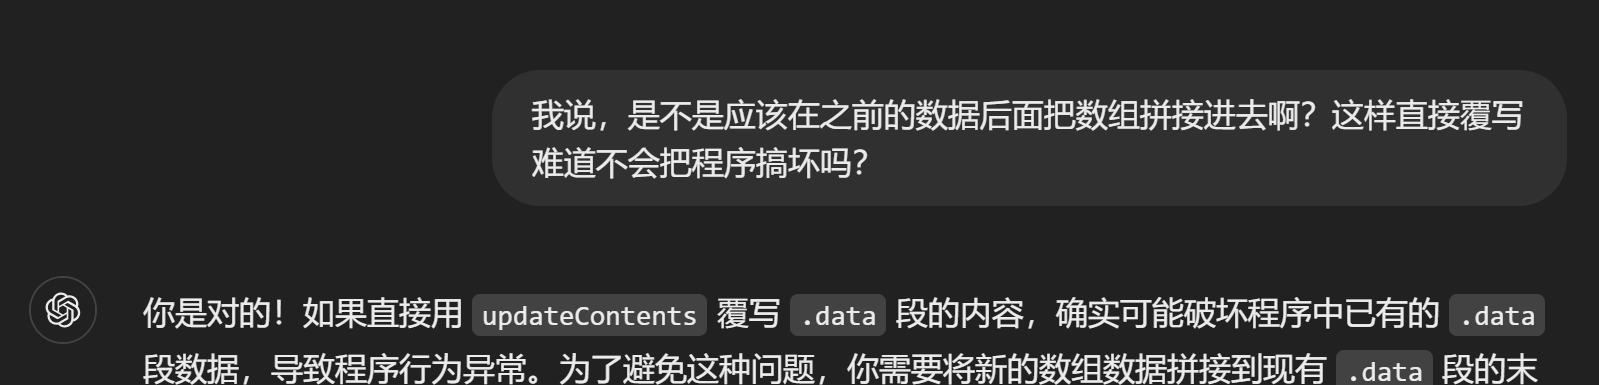 我说，是不是应该在之前的数据后面把数组拼接进去啊？这样直接覆写
难道不会把程序搞坏吗？
你是对的！如果直接用 updateContents 覆写 .data 段的内容，确实可能破坏程序中已有的 .data
段数据，导致程序行为异常。为了避免这种问题，你需要将新的数组数据拼接到现有 .data 段的末